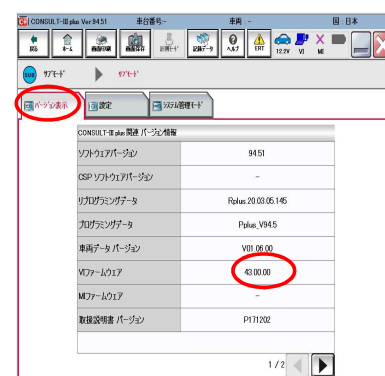 CONSULT-III plus Ver 94.51 車台番号:- 車両 : - 国 : 日本
戻る ホーム 画面印刷 画面保存 計測モード 記録データ ヘルプ ERT 12.2V VI MI
SUB サブモード サブモード
バージョン表示 設定 システム管理モード
CONSULT-III plus 関連 バージョン情報
ソフトウェアバージョン 94.51
CSP ソフトウェアバージョン -
リプログラミングデータ Rplus.20.03.05.145
プログラミングデータ Pplus_V94.5
車両データ バージョン V01.06.00
VIファームウェア 43.00.00
MIファームウェア -
取扱説明書 バージョン P171202
1 / 2